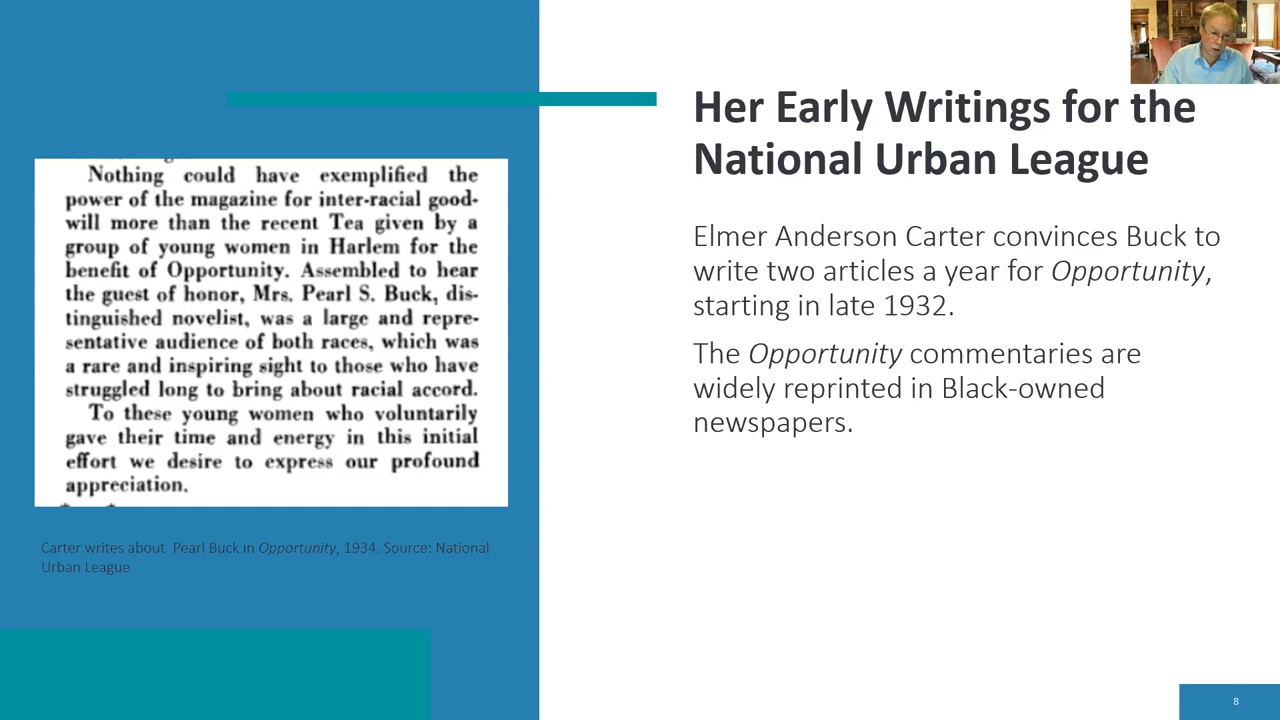 Her Early Writings for the
National Urban League
Nothing could have exemplified the
power of the magazine for inter-racial good-
will more than the recent Tea given by a
group of young women in Harlem for the
benefit of Opportunity. Assembled to hear
the guest of honor, Mrs. Pearl S. Buck, dis-
tinguished novelist, was a large and repre-
sentative audience of both races, which was
a rare and inspiring sight to those who have
struggled long to bring about racial accord.
To these young women who voluntarily
gave their time and energy in this initial
effort we desire to express our profound
appreciation.
Carter writes about  Pearl Buck in Opportunity, 1934. Source: National
Urban League
Elmer Anderson Carter convinces Buck to
write two articles a year for Opportunity,
starting in late 1932.
The Opportunity commentaries are
widely reprinted in Black-owned
newspapers.
8